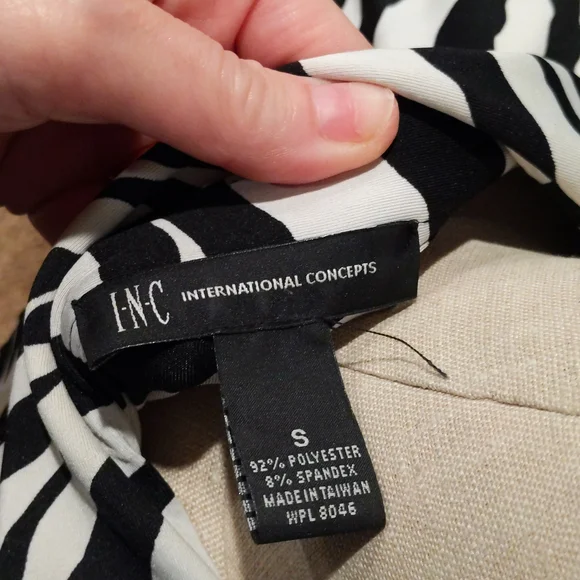 I·N·C INTERNATIONAL CONCEPTS
S
92% POLYESTER
8% SPANDEX
MADE IN TAIWAN
WPL 8046